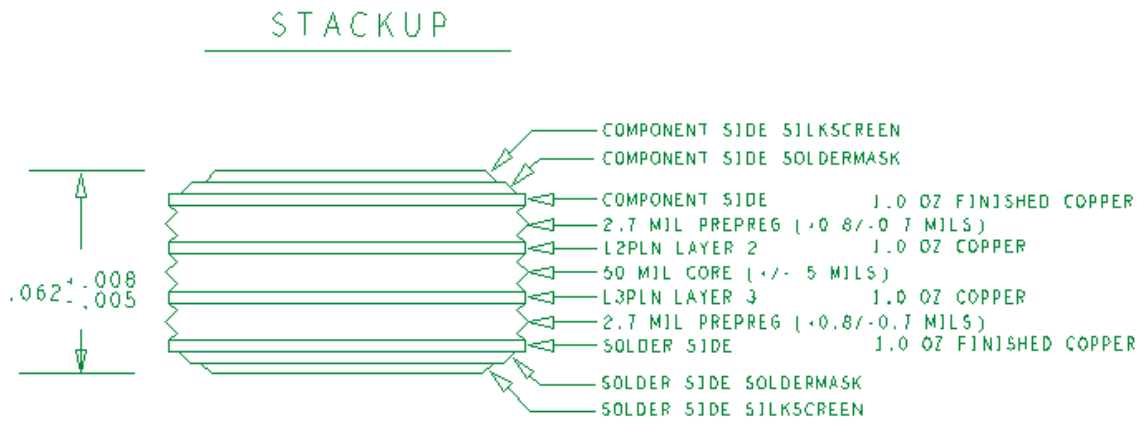 STACKUP
COMPONENT SIDE SILKSCREEN
COMPONENT SIDE SOLDERMASK
COMPONENT SIDE 1.0 OZ FINISHED COPPER
2.7 MIL PREPREG (+0.8/-0.7 MILS)
L2PLN LAYER 2 1.0 OZ COPPER
50 MIL CORE (+/- 5 MILS)
.062 +.008
-.005
L3PLN LAYER 3 1.0 OZ COPPER
2.7 MIL PREPREG (+0.8/-0.7 MILS)
SOLDER SIDE 1.0 OZ FINISHED COPPER
SOLDER SIDE SOLDERMASK
SOLDER SIDE SILKSCREEN